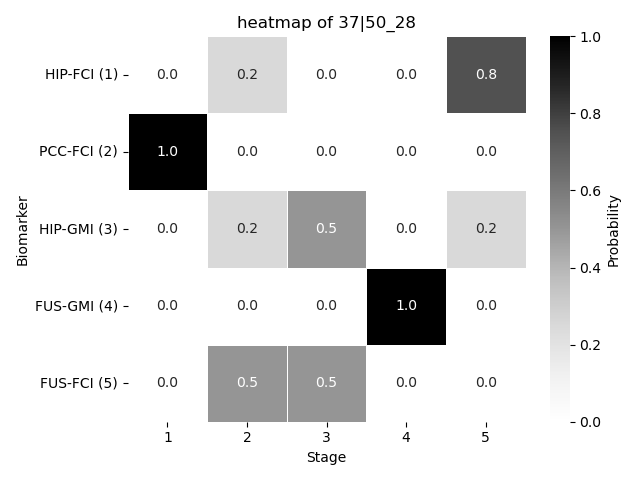 heatmap of 37|50_28
HIP-FCI (1) 0.0 0.2 0.0 0.0 0.8
PCC-FCI (2) 1.0 0.0 0.0 0.0 0.0
HIP-GMI (3) 0.0 0.2 0.5 0.0 0.2
FUS-GMI (4) 0.0 0.0 0.0 1.0 0.0
FUS-FCI (5) 0.0 0.5 0.5 0.0 0.0
1 2 3 4 5
Stage
Biomarker
1.0
0.8
0.6
0.4
0.2
0.0
Probability